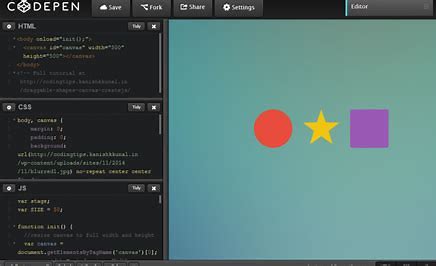 CODEPEN
Save
Fork
Share
Settings
Editor
HTML
Tidy
<body onload="init();">
<canvas id="canvas" width="500"
height="500"></canvas>
</body>
<!-- Full tutorial at
http://codingtips.kanishkkunal.in
/draggable-shapes-canvas-createjs/
CSS
Tidy
body, canvas {
margin: 0;
padding: 0;
background:
url(http://codingtips.kanishkkunal.in
/wp-content/uploads/sites/11/2014
/11/blurred1.jpg) no-repeat center center
JS
Tidy
var stage;
var SIZE = 50;
function init() {
//resize canvas to full width and height
var canvas =
document.getElementsByTagName('canvas')[0];